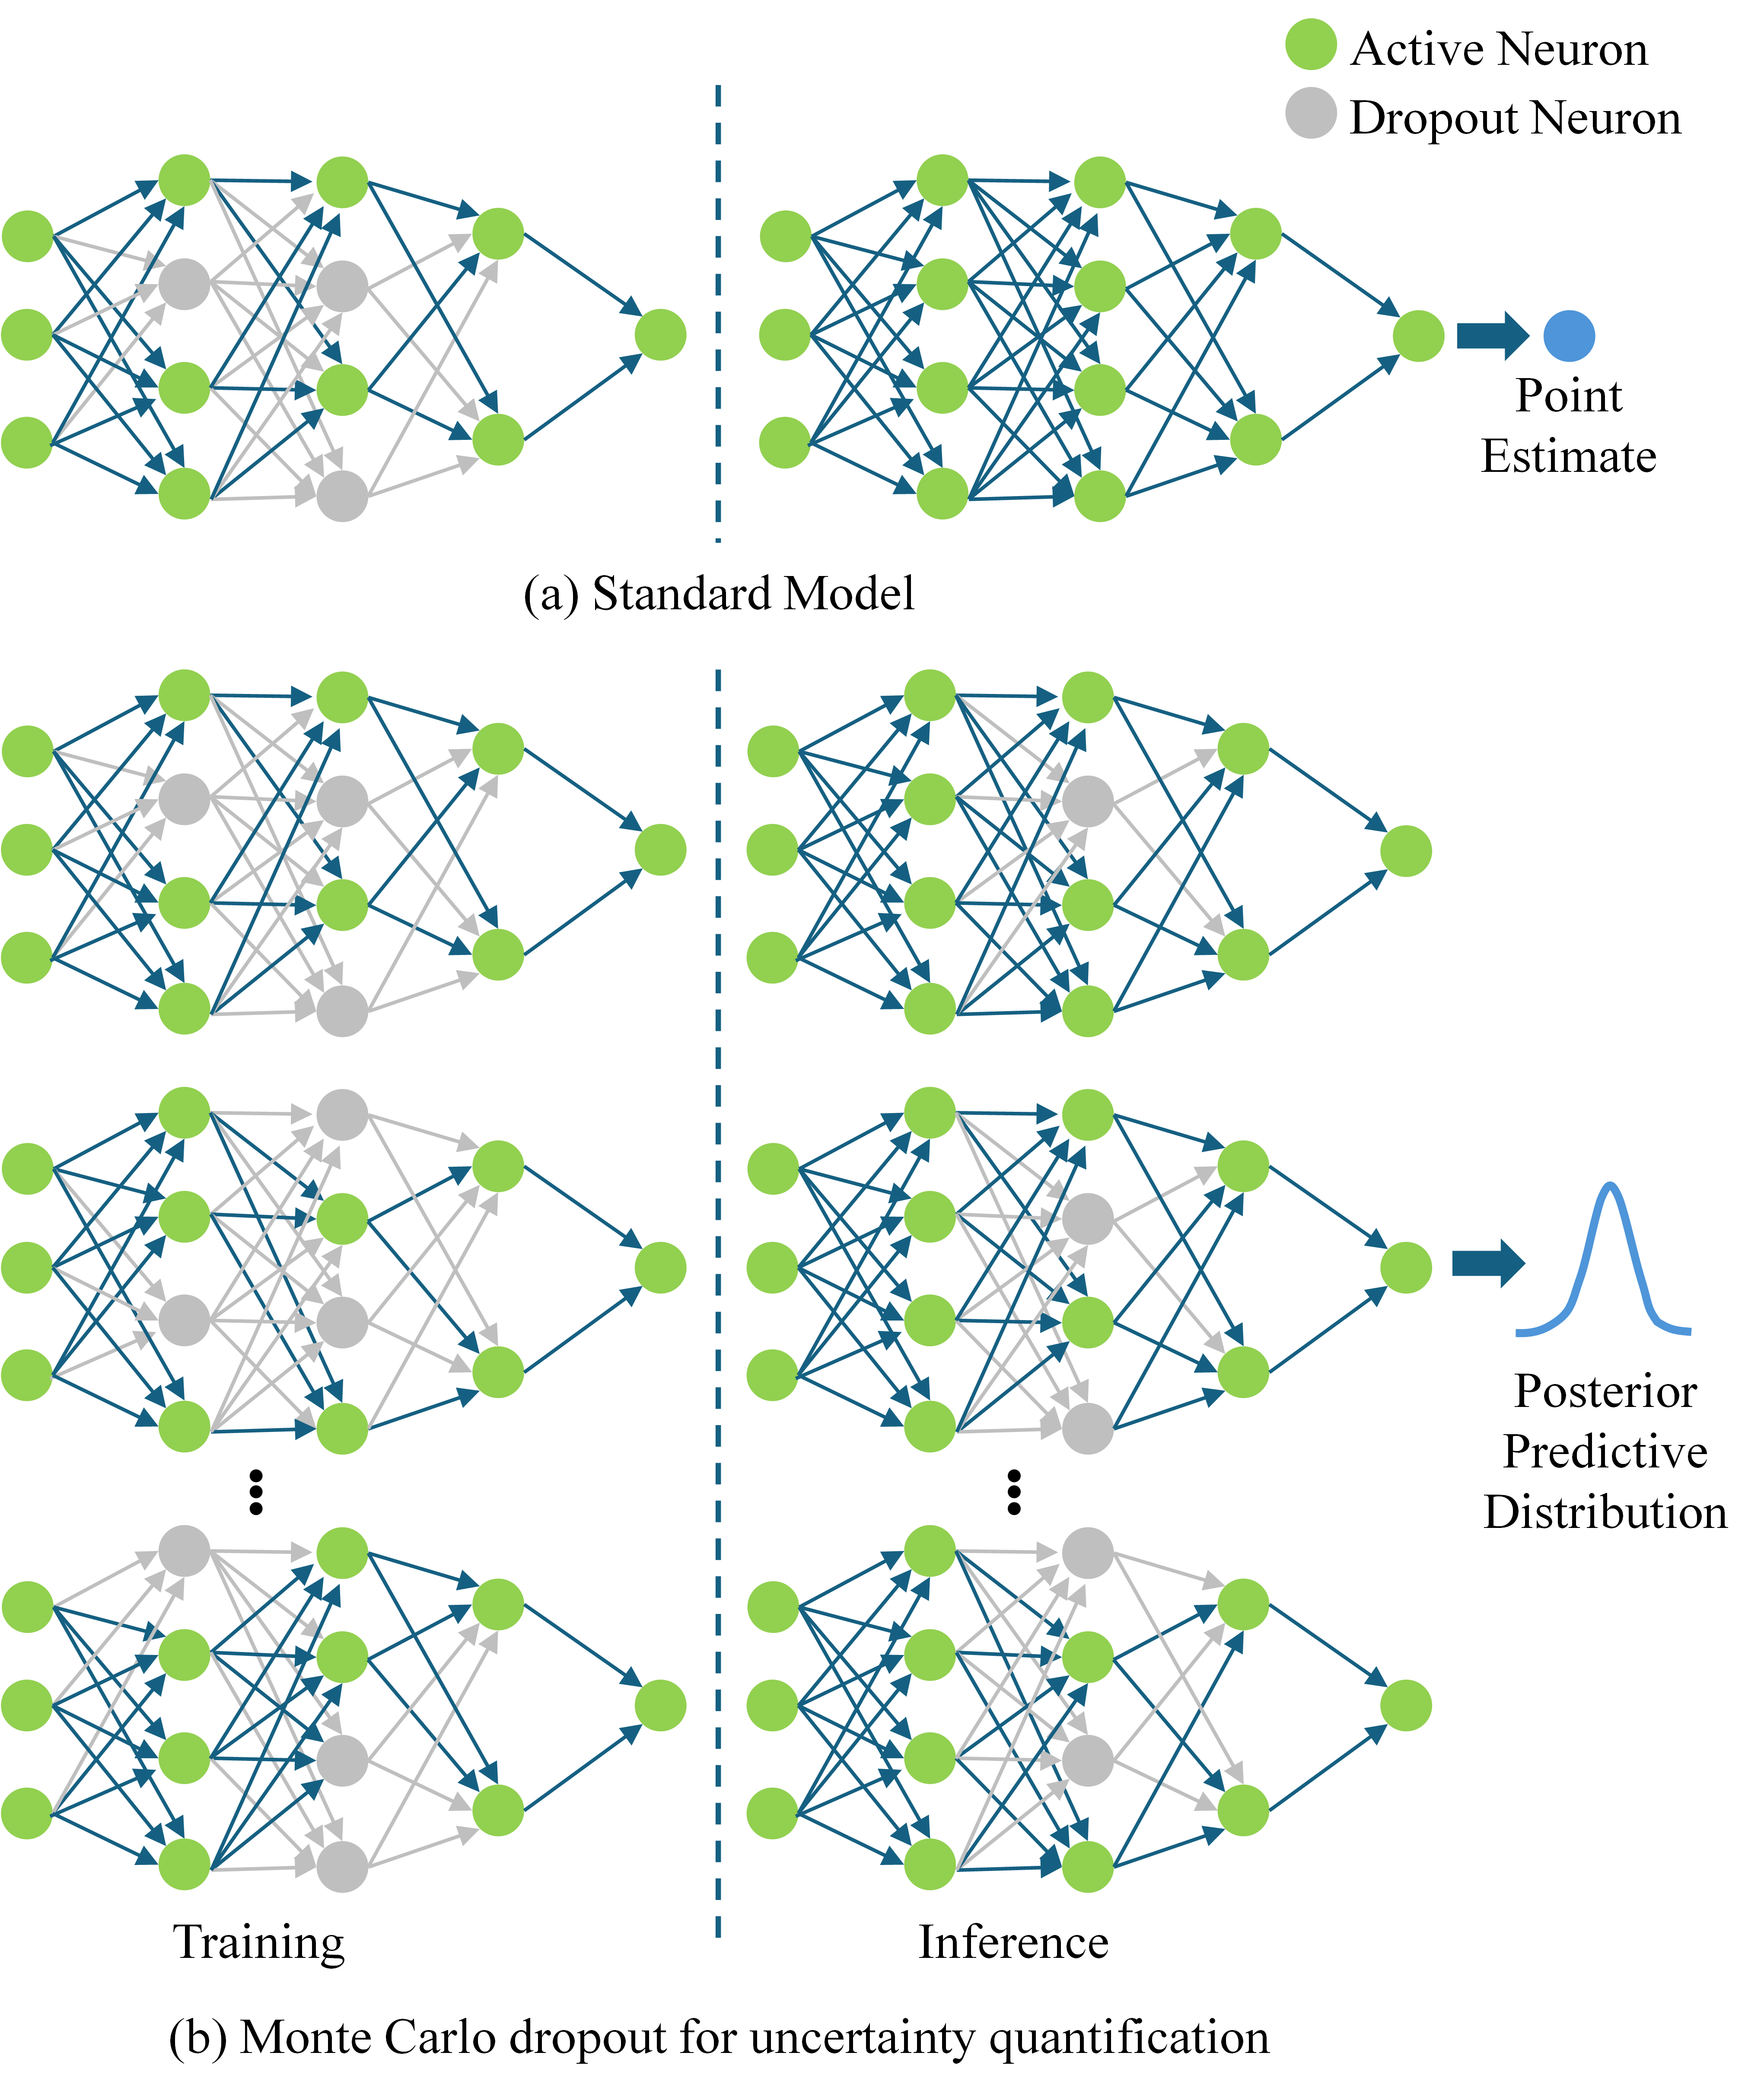 Active Neuron
Dropout Neuron
Point
Estimate
(a) Standard Model
Posterior
Predictive
Distribution
Training
Inference
(b) Monte Carlo dropout for uncertainty quantification